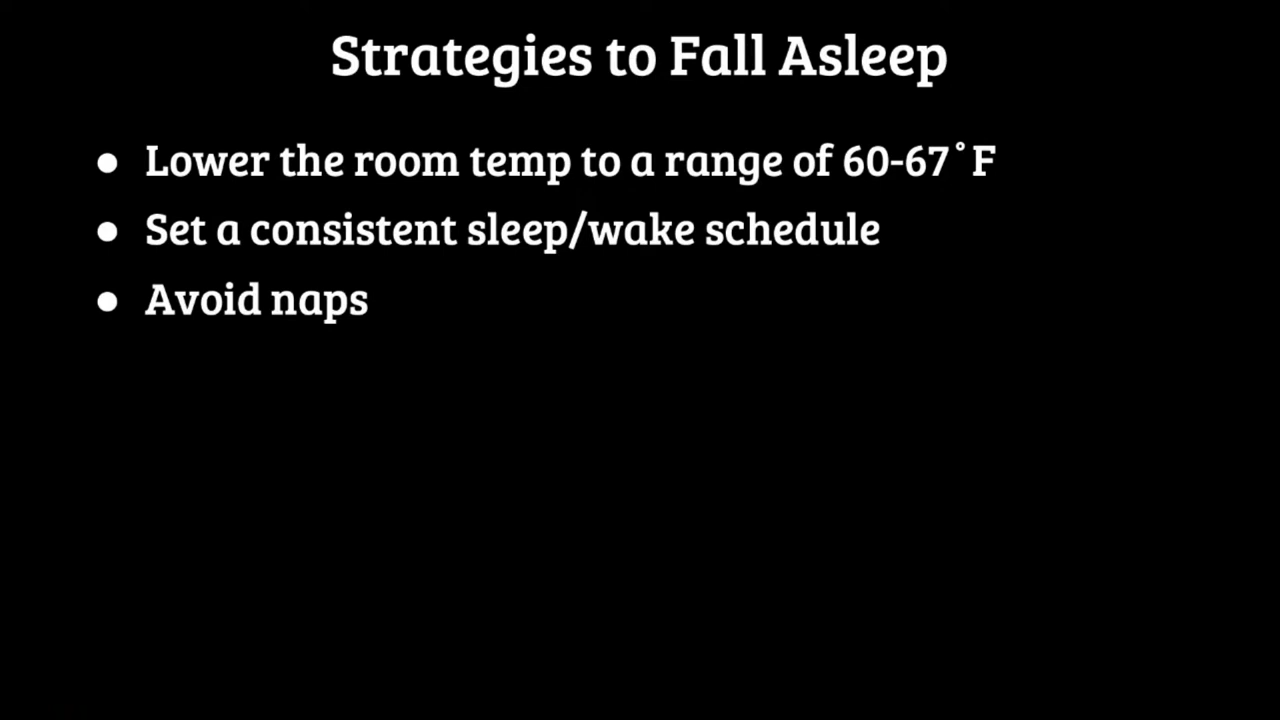 Strategies to Fall Asleep
● Lower the room temp to a range of 60-67˚F
● Set a consistent sleep/wake schedule
● Avoid naps